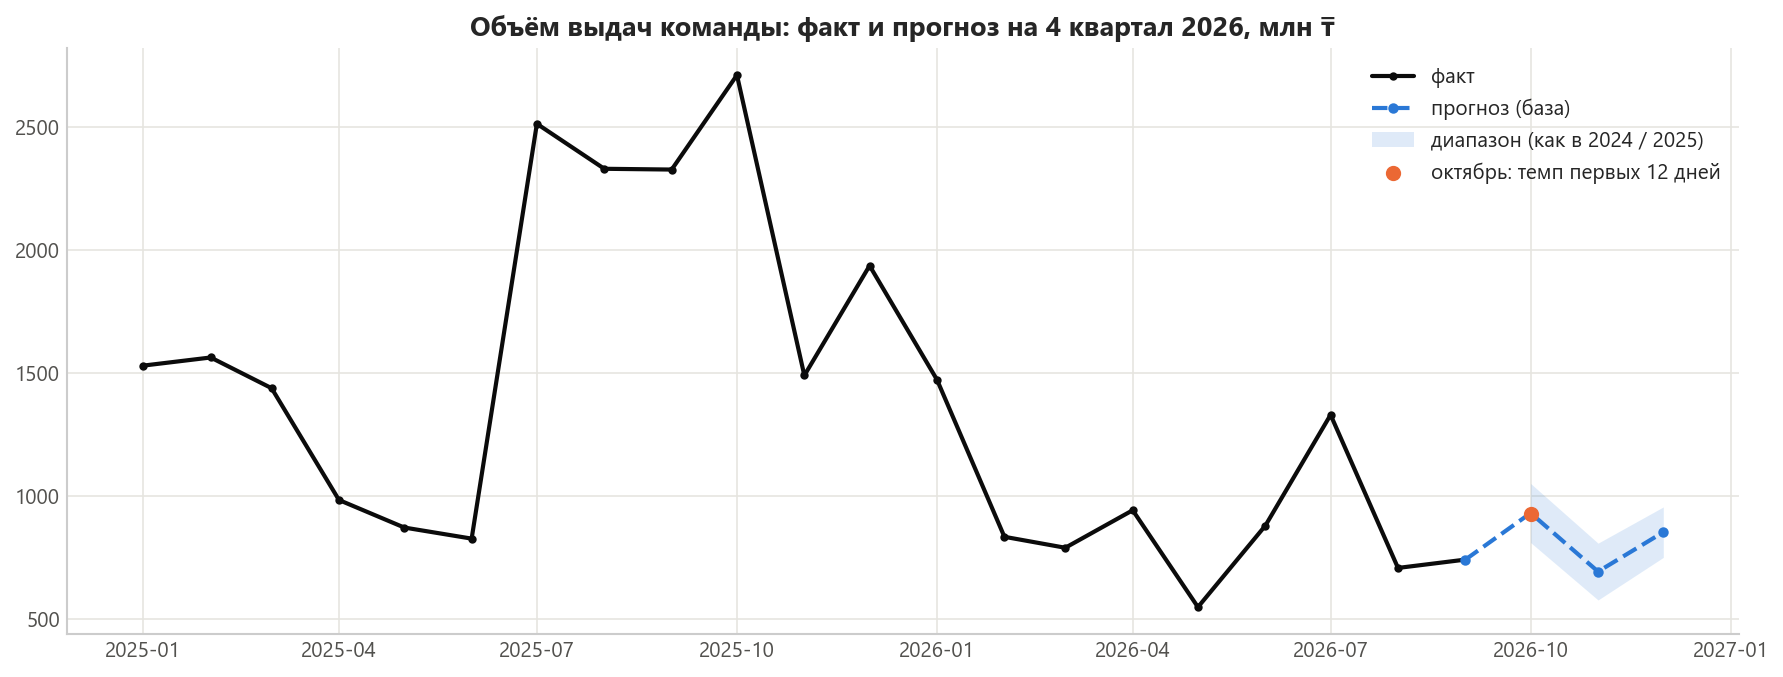 Объём выдач команды: факт и прогноз на 4 квартал 2026, млн ₸
факт
прогноз (база)
диапазон (как в 2024 / 2025)
октябрь: темп первых 12 дней
2500
2000
1500
1000
500
2025-01 2025-04 2025-07 2025-10 2026-01 2026-04 2026-07 2026-10 2027-01